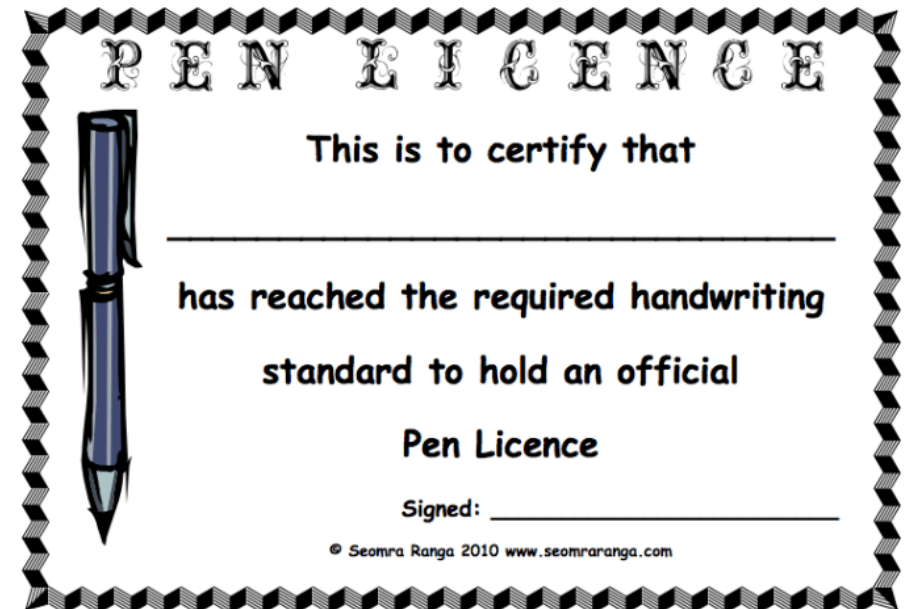 PEN LICENCE
This is to certify that
has reached the required handwriting
standard to hold an official
Pen Licence
Signed:
© Seomra Ranga 2010 www.seomraranga.com